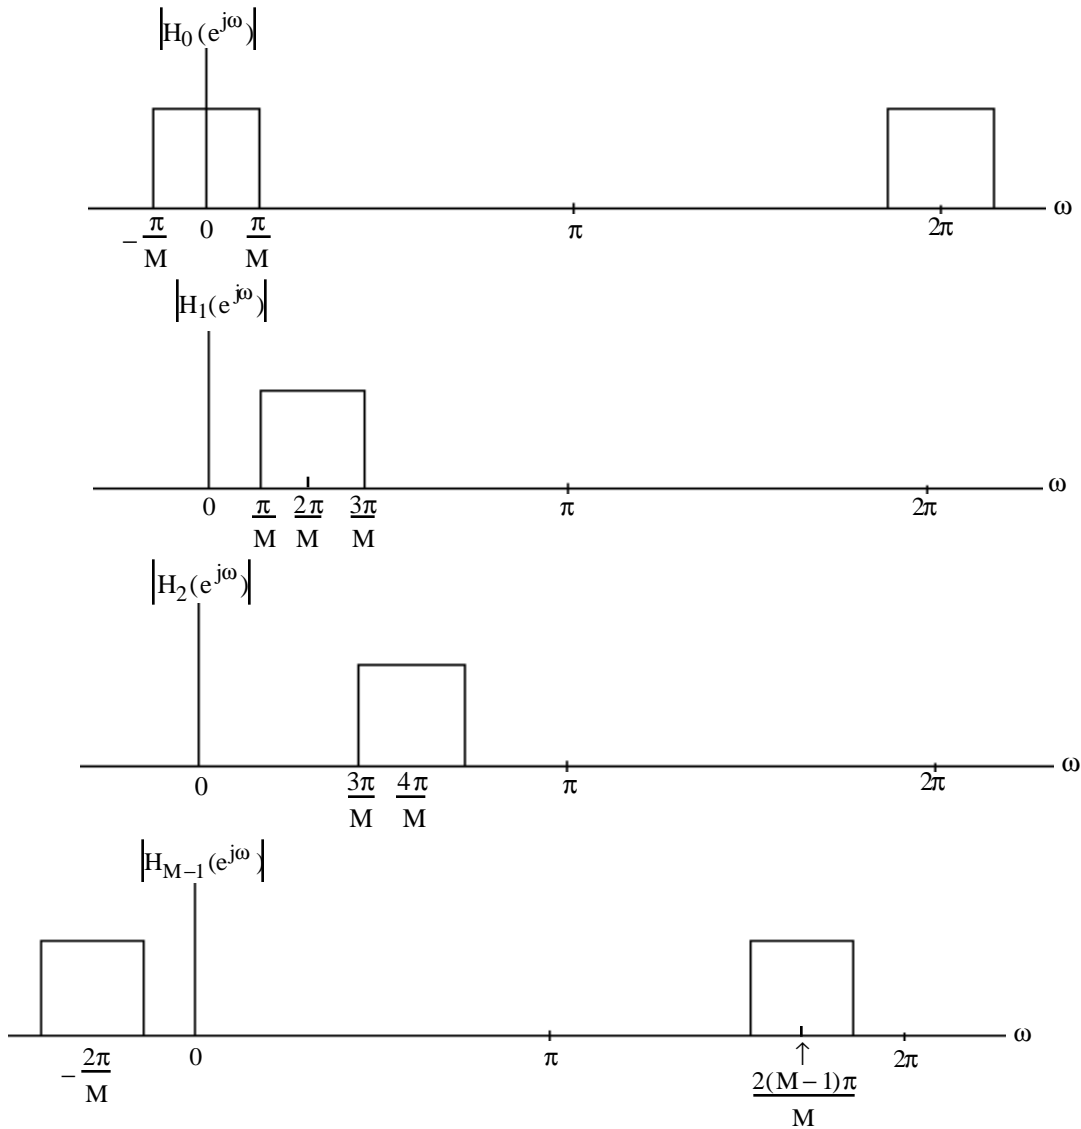 |H₀(e^{jω})|
ω
−π/M 0 π/M π 2π
|H₁(e^{jω})|
ω
0 π/M 2π/M 3π/M π 2π
|H₂(e^{jω})|
ω
0 3π/M 4π/M π 2π
|H_{M−1}(e^{jω})|
ω
−2π/M 0 π 2π
↑
2(M−1)π/M